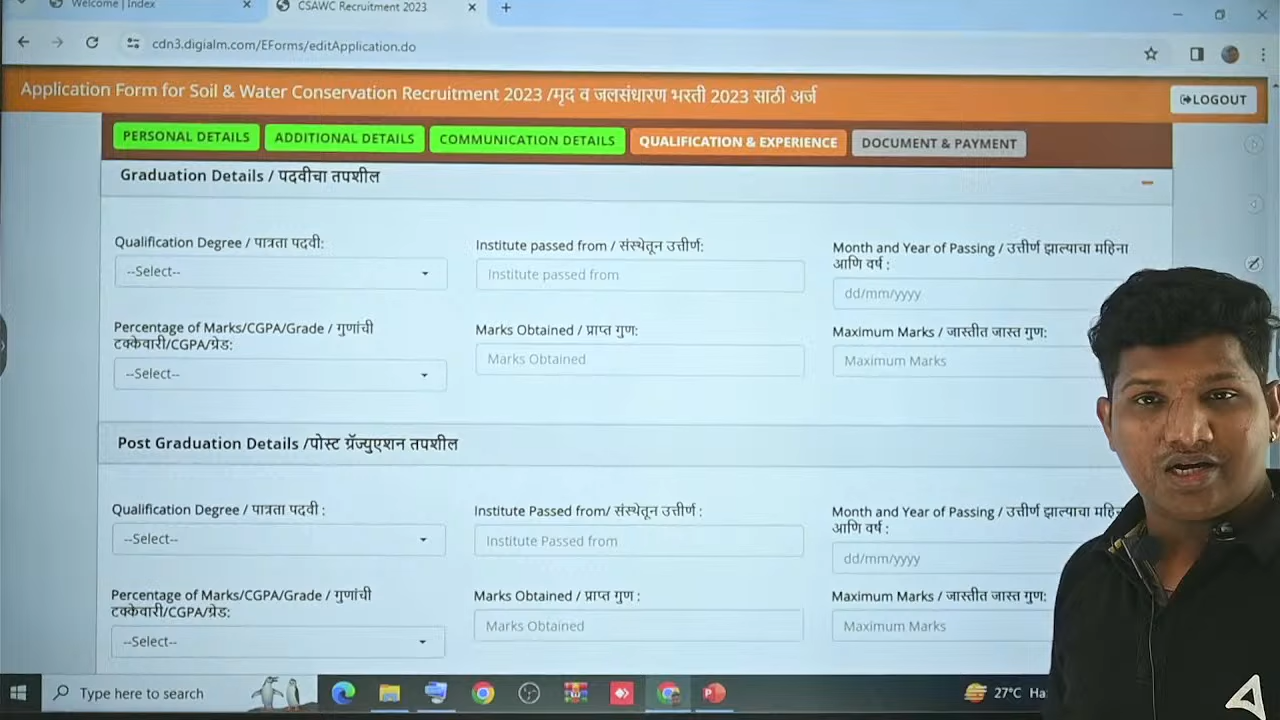 Welcome | Index
CSAWC Recruitment 2023
cdn3.digialm.com/EForms/editApplication.do
Application Form for Soil & Water Conservation Recruitment 2023 /मृद व जलसंधारण भरती 2023 साठी अर्ज
LOGOUT
PERSONAL DETAILS
ADDITIONAL DETAILS
COMMUNICATION DETAILS
QUALIFICATION & EXPERIENCE
DOCUMENT & PAYMENT
Graduation Details / पदवीचा तपशील
Qualification Degree / पात्रता पदवी:
Institute passed from / संस्थेतून उत्तीर्ण:
Month and Year of Passing / उत्तीर्ण झाल्याचा महिना
आणि वर्ष :
--Select--
Institute passed from
dd/mm/yyyy
Percentage of Marks/CGPA/Grade / गुणांची
टक्केवारी/CGPA/ग्रेड:
Marks Obtained / प्राप्त गुण:
Maximum Marks / जास्तीत जास्त गुण:
--Select--
Marks Obtained
Maximum Marks
Post Graduation Details /पोस्ट ग्रॅज्युएशन तपशील
Qualification Degree / पात्रता पदवी :
Institute Passed from/ संस्थेतून उत्तीर्ण :
Month and Year of Passing / उत्तीर्ण झाल्याचा
आणि वर्ष :
--Select--
Institute Passed from
dd/mm/yyyy
Percentage of Marks/CGPA/Grade / गुणांची
टक्केवारी/CGPA/ग्रेड:
Marks Obtained / प्राप्त गुण :
Maximum Marks / जास्तीत जास्त गुण:
--Select--
Marks Obtained
Maximum Marks
Type here to search
27°C